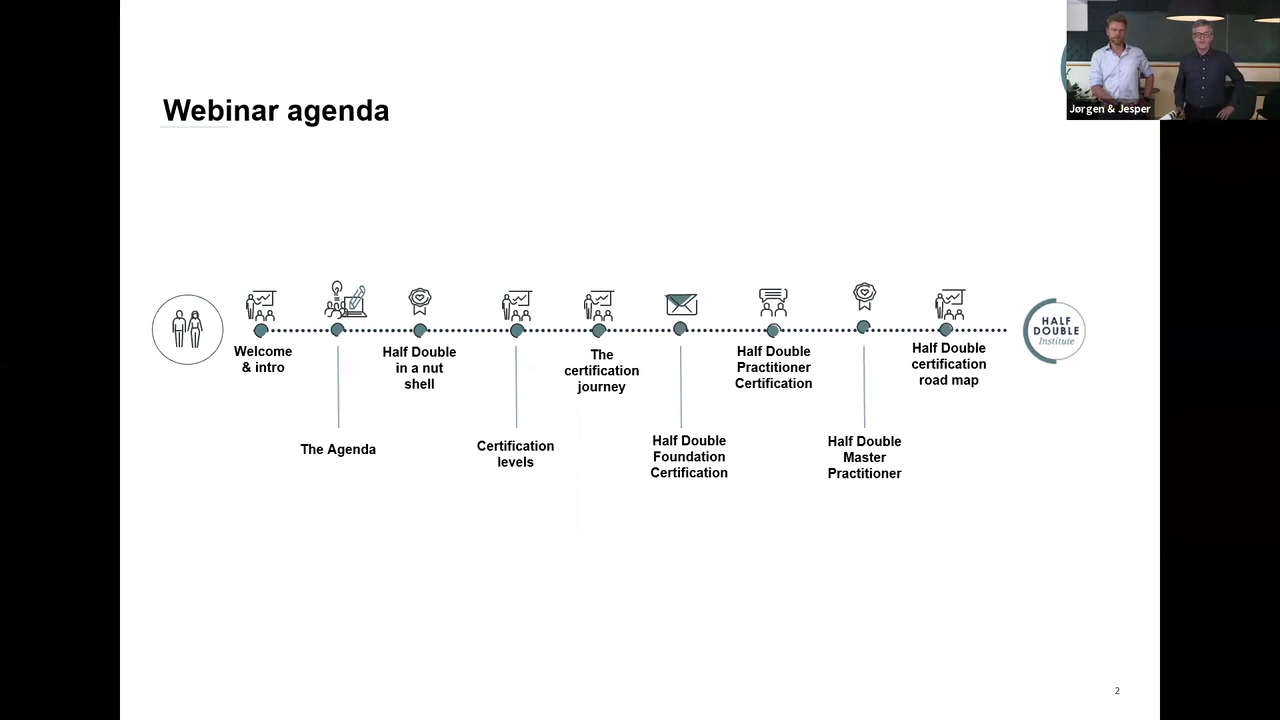 Webinar agenda
Jørgen & Jesper
Welcome
& intro
The Agenda
Half Double
in a nut
shell
Certification
levels
The
certification
journey
Half Double
Foundation
Certification
Half Double
Practitioner
Certification
Half Double
Master
Practitioner
Half Double
certification
road map
HALF
DOUBLE
Institute
2